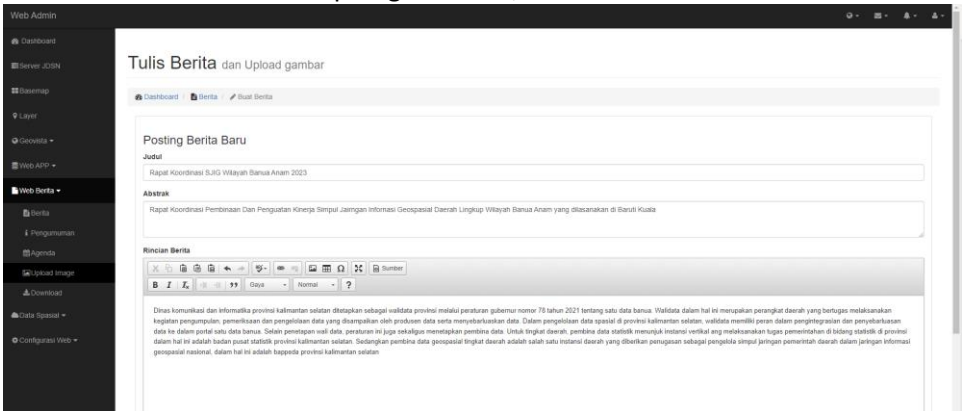 Web Admin
Dashboard
Server JDSN
Basemap
Layer
Geovista
Web APP
Web Berita
Berita
Pengumuman
Agenda
Upload Image
Download
Data Spasial
Configurasi Web
Tulis Berita dan Upload gambar
Dashboard / Berita / Buat Berita
Posting Berita Baru
Judul
Rapat Koordinasi SJIG Wilayah Banua Anam 2023
Abstrak
Rapat Koordinasi Pembinaan Dan Penguatan Kinerja Simpul Jaringan Informasi Geospasial Daerah Lingkup Wilayah Banua Anam yang dilasanakan di Baruti Kuala
Rincian Berita
Sumber
B I Gaya Normal ?
Dinas komunikasi dan informatika provinsi kalimantan selatan ditetapkan sebagai walidata provinsi melalui peraturan gubernur nomor 78 tahun 2021 tentang satu data banua. Walidata dalam hal ini merupakan perangkat daerah yang bertugas melaksanakan
kegiatan pengumpulan, pemeriksaan dan pengelolaan data yang disampaikan oleh produsen data serta menyebarluaskan data. Dalam pengelolaan data spasial di provinsi kalimantan selatan, walidata memiliki peran dalam pengintegrasian dan penyebarluasan
data ke dalam portal satu data banua. Selain penetapan wali data, peraturan ini juga sekaligus menetapkan pembina data. Untuk tingkat daerah, pembina data statistik menunjuk instansi vertikal ang melaksanakan tugas pemerintahan di bidang statistik di provinsi
dalam hal ini adalah badan pusat statistik provinsi kalimantan selatan. Sedangkan pembina data geospasial tingkat daerah adalah salah satu instansi daerah yang diberikan penugasan sebagai pengelola simpul jaringan pemerintah daerah dalam jaringan informasi
geospasial nasional, dalam hal ini adalah bappeda provinsi kalimantan selatan